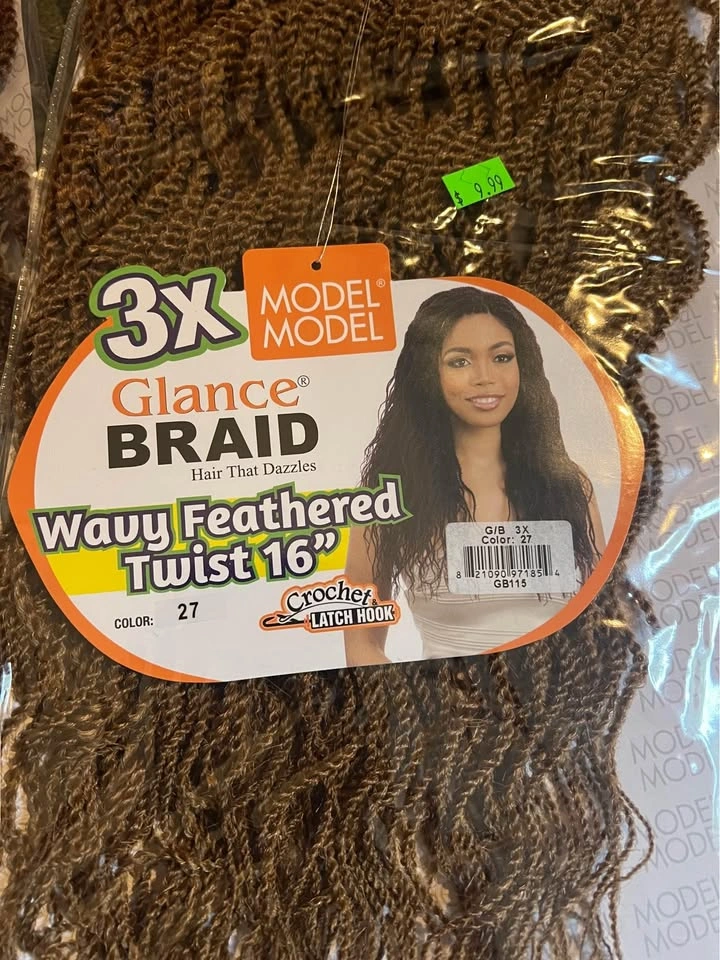 $ 9.99
3X
MODEL®
MODEL
Glance®
BRAID
Hair That Dazzles
Wavy Feathered
Twist 16”
COLOR: 27
Crochet &
LATCH HOOK
G/B 3X
Color: 27
8 21090 97185 4
GB115
MODEL
MODEL